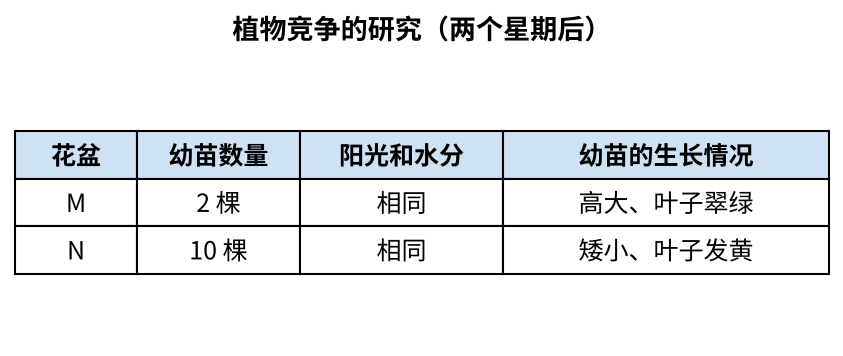 植物竞争的研究（两个星期后）
花盆 幼苗数量 阳光和水分 幼苗的生长情况
M 2 棵 相同 高大、叶子翠绿
N 10 棵 相同 矮小、叶子发黄